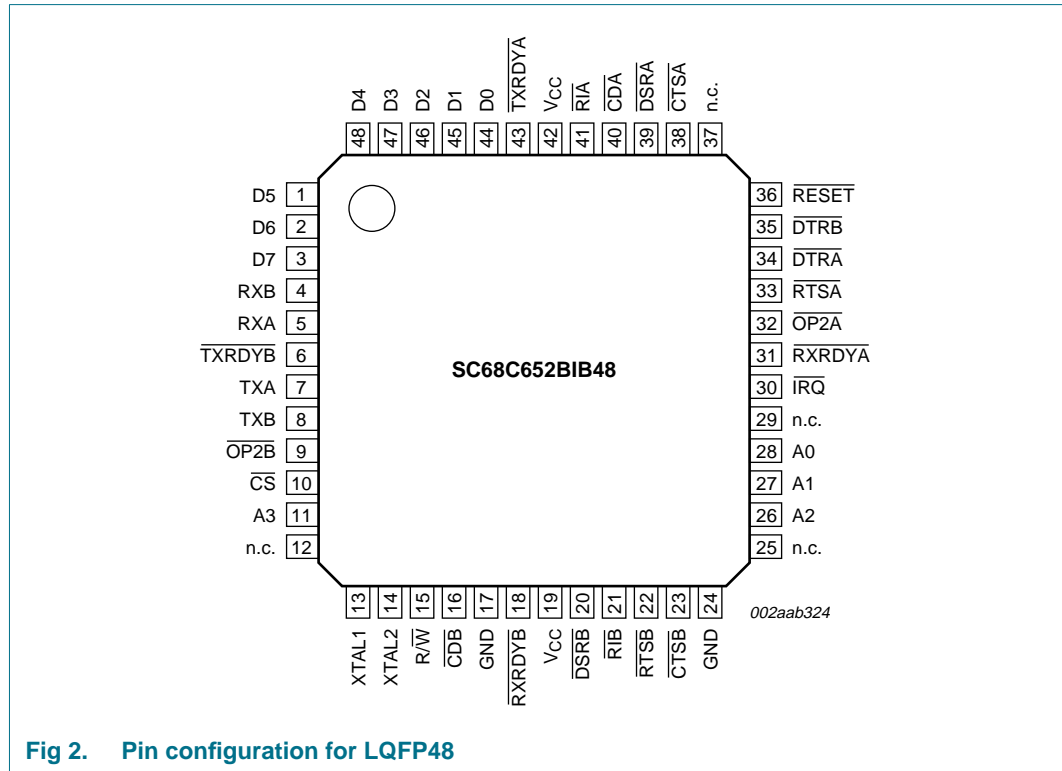 D4 D3 D2 D1 D0 TXRDYA VCC RIA CDA DSRA CTSA n.c.
48 47 46 45 44 43 42 41 40 39 38 37
D5 1 36 RESET
D6 2 35 DTRB
D7 3 34 DTRA
RXB 4 33 RTSA
RXA 5 32 OP2A
TXRDYB 6 31 RXRDYA
SC68C652BIB48
TXA 7 30 IRQ
TXB 8 29 n.c.
OP2B 9 28 A0
CS 10 27 A1
A3 11 26 A2
n.c. 12 25 n.c.
13 14 15 16 17 18 19 20 21 22 23 24
XTAL1 XTAL2 R/W CDB GND RXRDYB VCC DSRB RIB RTSB CTSB GND
002aab324
Fig 2. Pin configuration for LQFP48